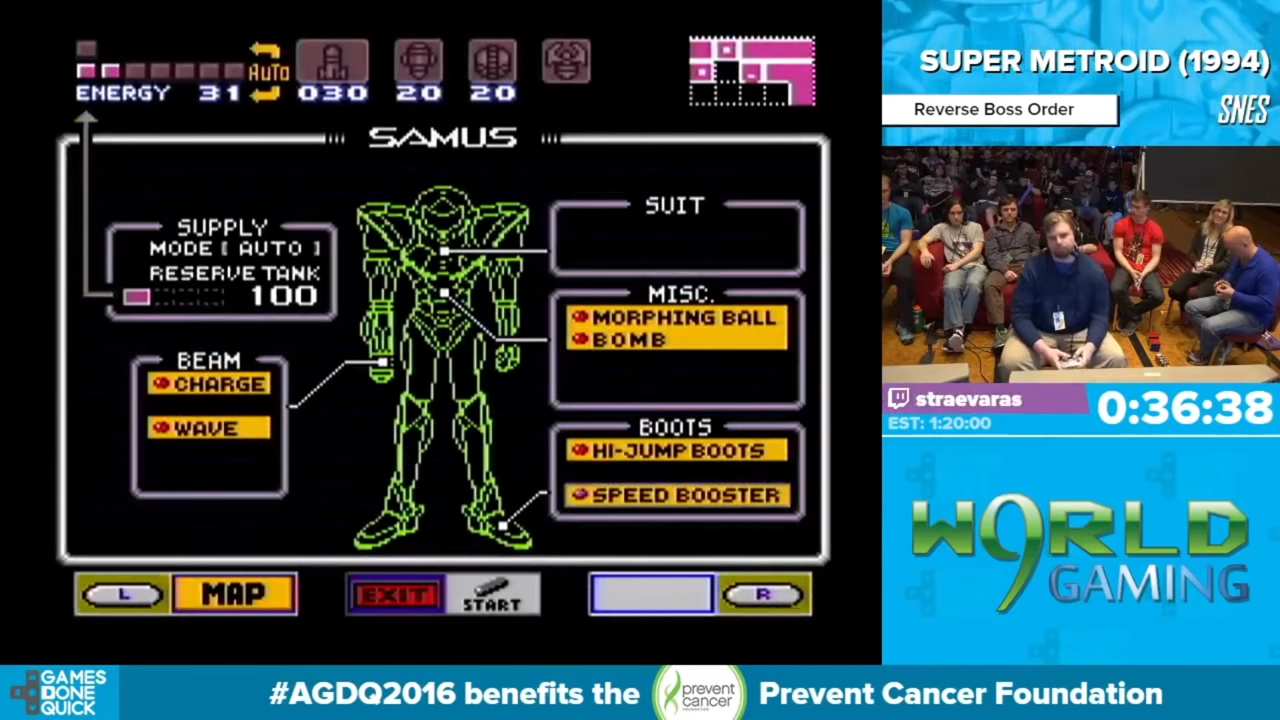 ENERGY 31
AUTO
030 20 20
SAMUS
SUPPLY
MODE [ AUTO ]
RESERVE TANK
100
BEAM
CHARGE
WAVE
SUIT
MISC.
MORPHING BALL
BOMB
BOOTS
HI-JUMP BOOTS
SPEED BOOSTER
L
MAP
EXIT
START
R
SUPER METROID (1994)
Reverse Boss Order
SNES
straevaras
EST: 1:20:00
0:36:38
W9RLD
GAMING
GAMES
DONE
QUICK
#AGDQ2016 benefits the
prevent
cancer
Prevent Cancer Foundation